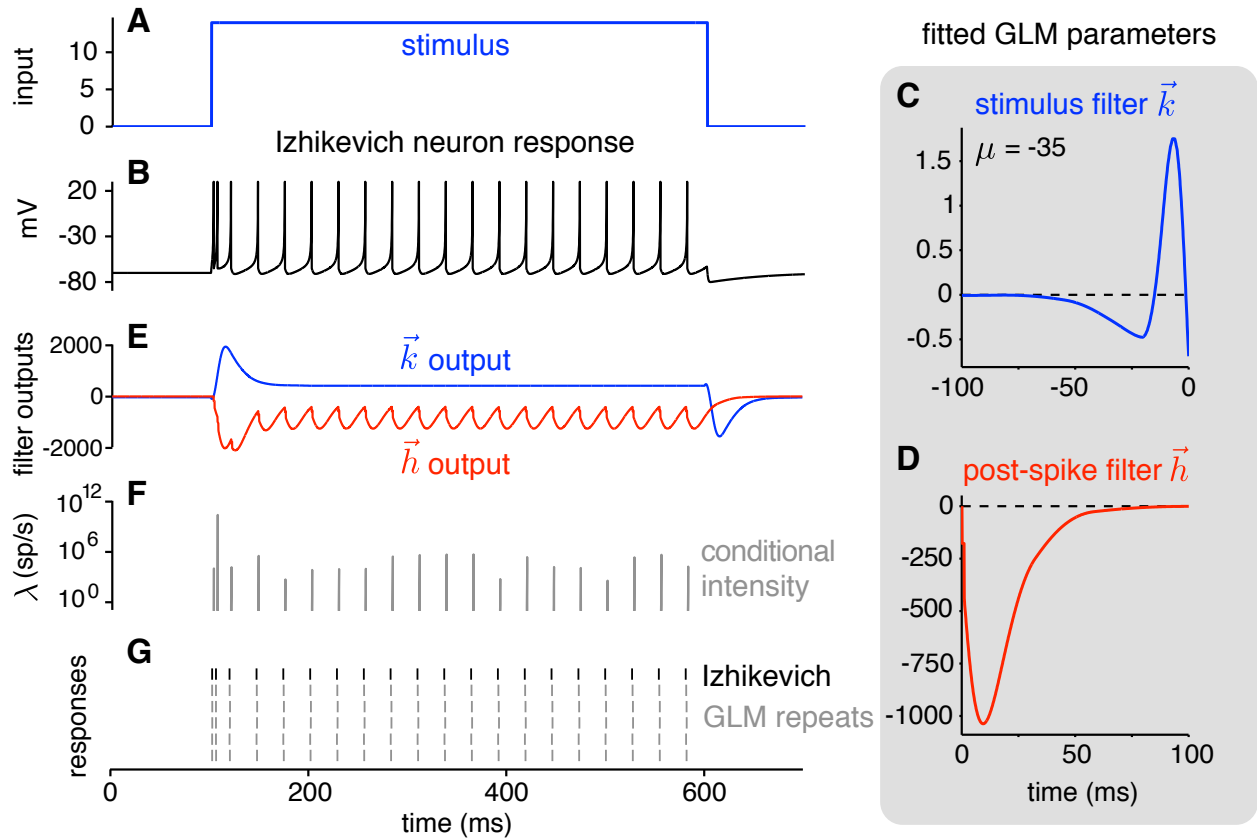 A
stimulus
input
10
5
0
Izhikevich neuron response
B
mV
20
-30
-80
E
filter outputs
2000
0
-2000
k output
h output
F
λ (sp/s)
10^12
10^6
10^0
conditional
intensity
G
responses
Izhikevich
GLM repeats
0
200
400
600
time (ms)
fitted GLM parameters
C
stimulus filter k
μ = -35
1.5
1
0.5
0
-0.5
-100
-50
0
D
post-spike filter h
0
-250
-500
-750
-1000
0
50
100
time (ms)